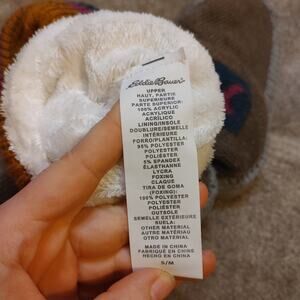 Eddie Bauer
UPPER
HAUT, PARTIE
SUPERIEURE
PARTE SUPERIOR:
100% ACRYLIC
ACRYLIQUE
ACRÍLICO
LINING/INSOLE
DOUBLURE/SEMELLE
INTÉRIEURE
FORRO/PLANTILLA:
95% POLYESTER
POLYESTER
POLIÉSTER
5% SPANDEX
ÉLASTHANNE
LYCRA
FOXING
CLAQUE
TIRA DE GOMA
(FOXING):
100% POLYESTER
POLYESTER
POLIÉSTER
OUTSOLE
SEMELLE EXTÉRIEURE
SUELA:
OTHER MATERIAL
AUTRE MATÉRIAU
OTRO MATERIAL
MADE IN CHINA
FABRIQUÉ EN CHINE
HECHO EN CHINA
S/M